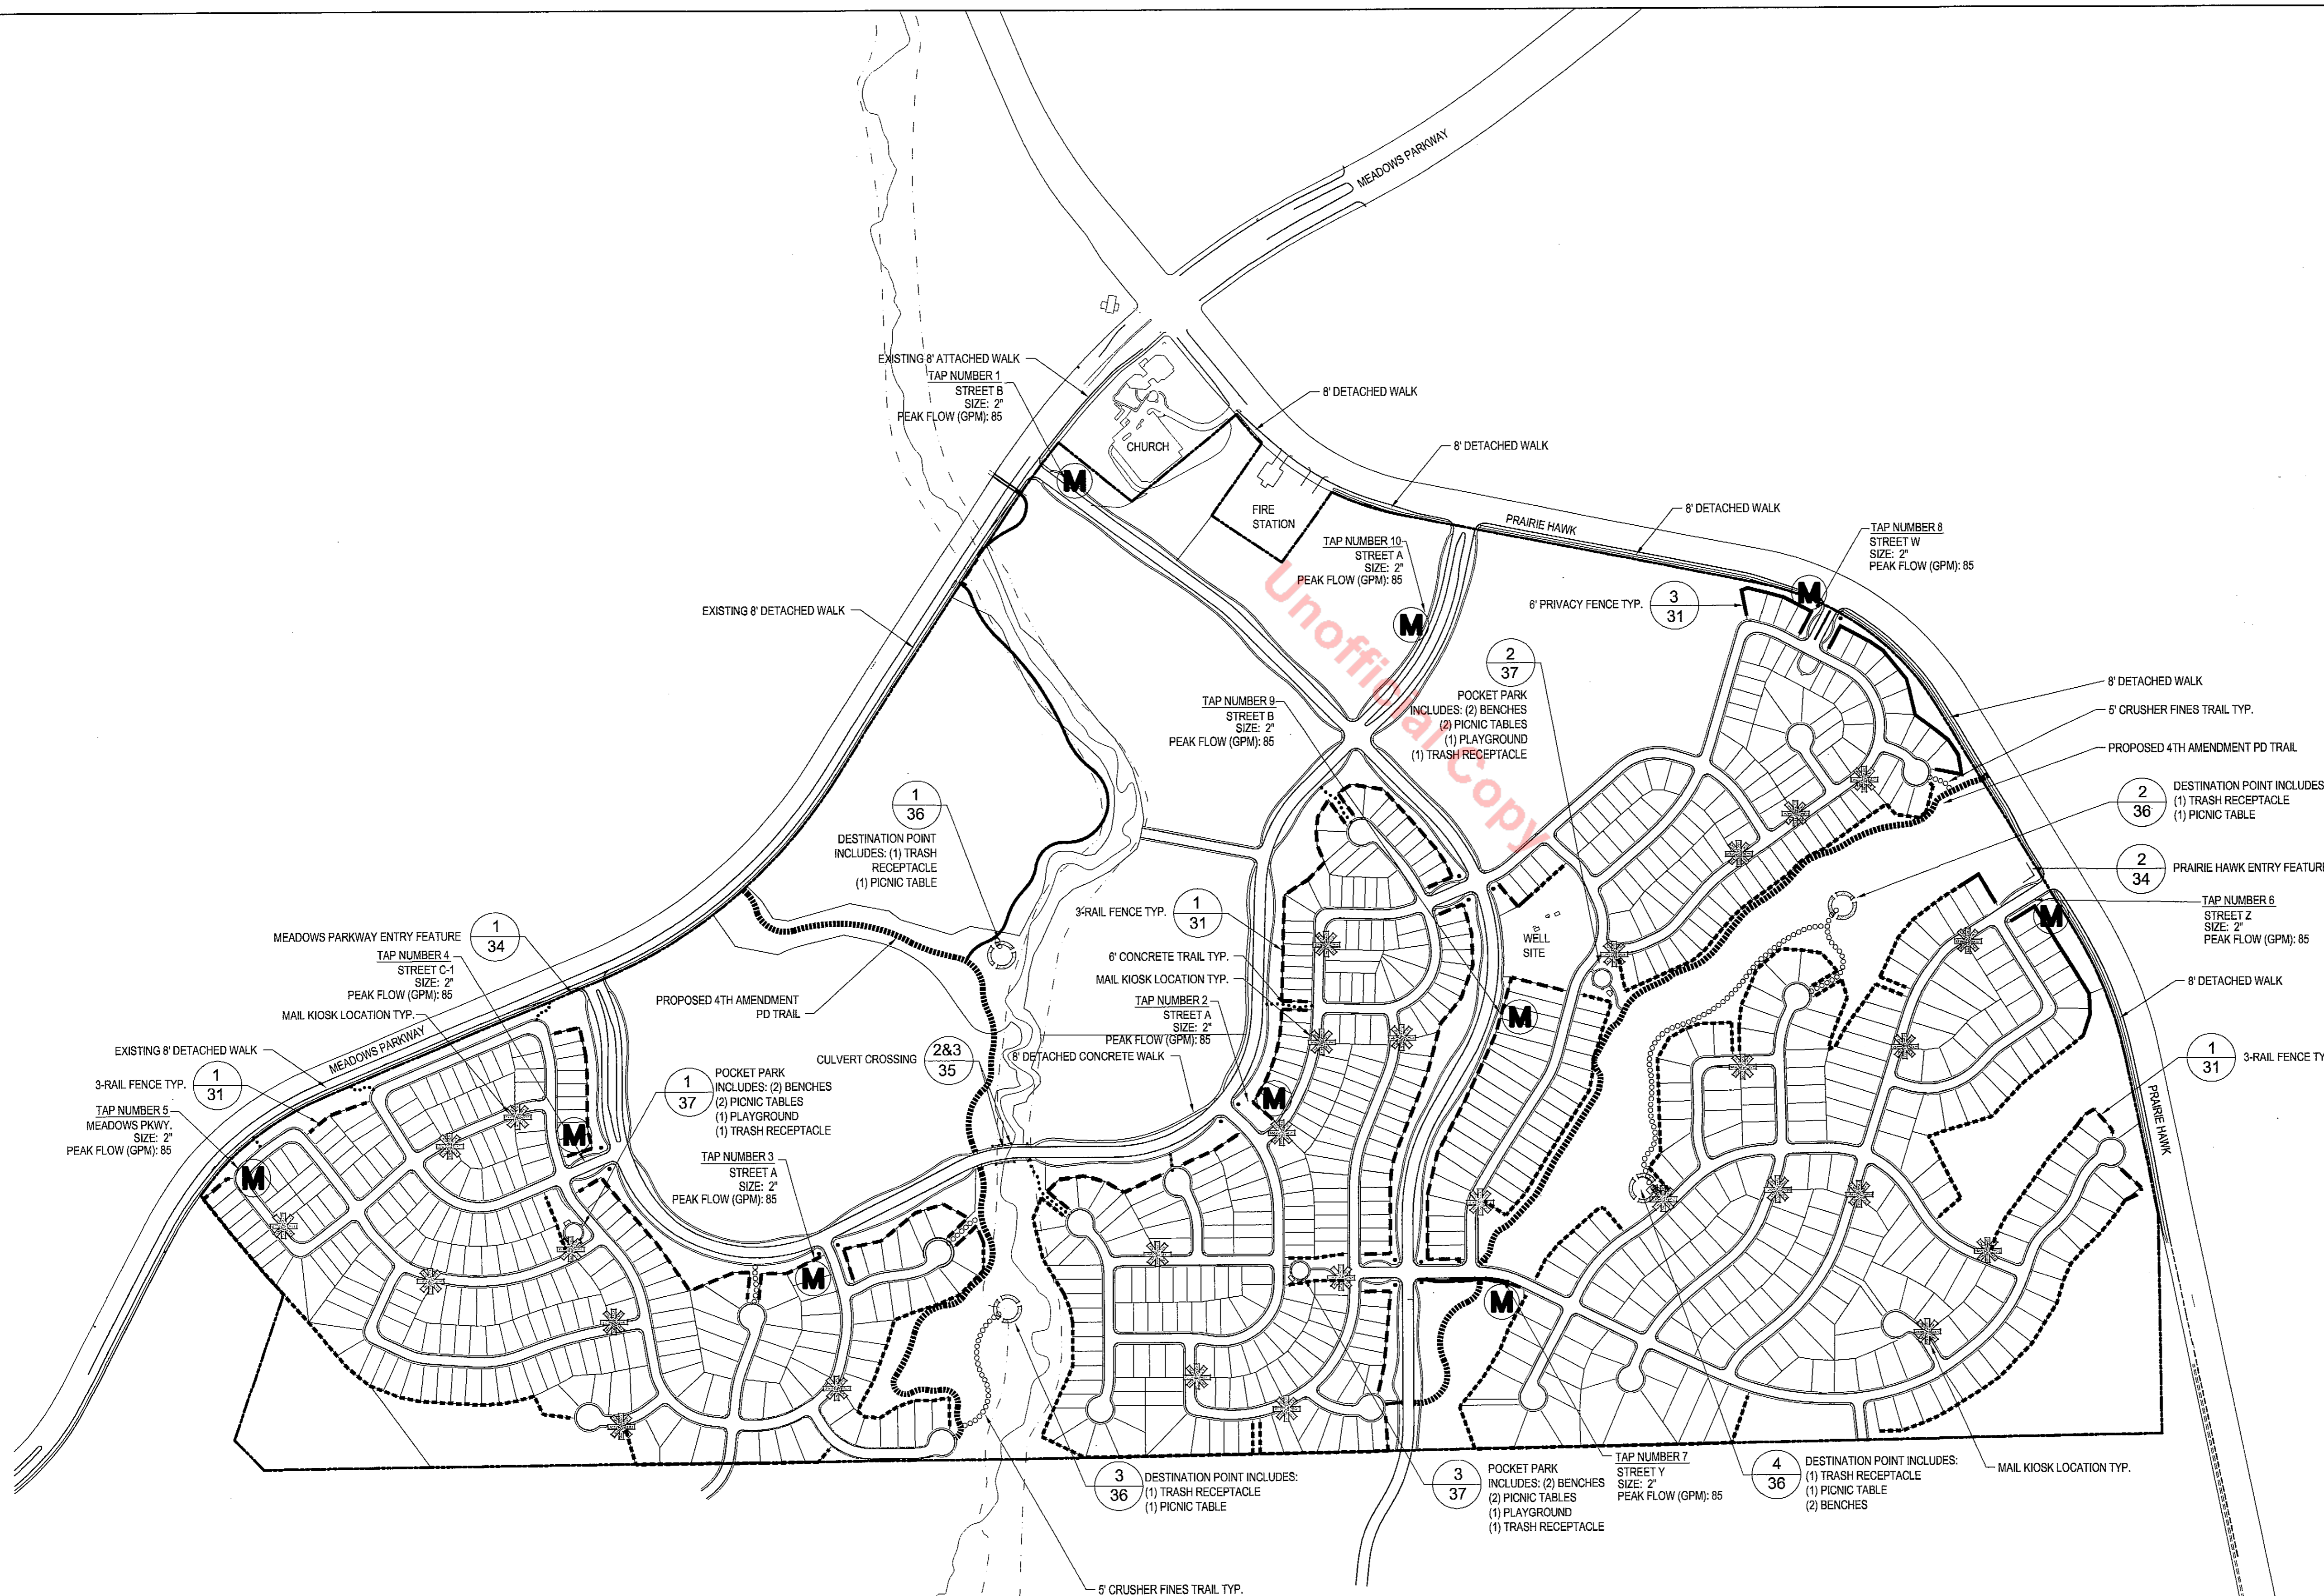 MEADOWS PARKWAY
EXISTING 8' ATTACHED WALK
TAP NUMBER 1
STREET B
SIZE: 2"
PEAK FLOW (GPM): 85
M
CHURCH
8' DETACHED WALK
8' DETACHED WALK
FIRE
STATION
PRAIRIE HAWK
8' DETACHED WALK
TAP NUMBER 8
STREET W
SIZE: 2"
PEAK FLOW (GPM): 85
M
TAP NUMBER 10
STREET A
SIZE: 2"
PEAK FLOW (GPM): 85
M
6' PRIVACY FENCE TYP.
3
31
EXISTING 8' DETACHED WALK
2
37
POCKET PARK
INCLUDES: (2) BENCHES
(2) PICNIC TABLES
(1) PLAYGROUND
(1) TRASH RECEPTACLE
TAP NUMBER 9
STREET B
SIZE: 2"
PEAK FLOW (GPM): 85
Unofficial Copy
8' DETACHED WALK
5' CRUSHER FINES TRAIL TYP.
PROPOSED 4TH AMENDMENT PD TRAIL
2
36
DESTINATION POINT INCLUDES
(1) TRASH RECEPTACLE
(1) PICNIC TABLE
1
36
DESTINATION POINT
INCLUDES: (1) TRASH
RECEPTACLE
(1) PICNIC TABLE
2
34
PRAIRIE HAWK ENTRY FEATURE
TAP NUMBER 6
STREET Z
SIZE: 2"
PEAK FLOW (GPM): 85
M
3-RAIL FENCE TYP.
1
31
WELL
SITE
6' CONCRETE TRAIL TYP.
MAIL KIOSK LOCATION TYP.
TAP NUMBER 2
STREET A
SIZE: 2"
PEAK FLOW (GPM): 85
8' DETACHED CONCRETE WALK
M
M
MEADOWS PARKWAY ENTRY FEATURE
1
34
TAP NUMBER 4
STREET C-1
SIZE: 2"
PEAK FLOW (GPM): 85
MAIL KIOSK LOCATION TYP.
PROPOSED 4TH AMENDMENT
PD TRAIL
8' DETACHED WALK
MEADOWS PARKWAY
EXISTING 8' DETACHED WALK
3-RAIL FENCE TYP.
1
31
CULVERT CROSSING
2&3
35
1
31
3-RAIL FENCE TY
TAP NUMBER 5
MEADOWS PKWY.
SIZE: 2"
PEAK FLOW (GPM): 85
M
M
1
37
POCKET PARK
INCLUDES: (2) BENCHES
(2) PICNIC TABLES
(1) PLAYGROUND
(1) TRASH RECEPTACLE
TAP NUMBER 3
STREET A
SIZE: 2"
PEAK FLOW (GPM): 85
M
PRAIRIE HAWK
M
3
36
DESTINATION POINT INCLUDES:
(1) TRASH RECEPTACLE
(1) PICNIC TABLE
3
37
POCKET PARK
INCLUDES: (2) BENCHES
(2) PICNIC TABLES
(1) PLAYGROUND
(1) TRASH RECEPTACLE
TAP NUMBER 7
STREET Y
SIZE: 2"
PEAK FLOW (GPM): 85
4
36
DESTINATION POINT INCLUDES:
(1) TRASH RECEPTACLE
(1) PICNIC TABLE
(2) BENCHES
MAIL KIOSK LOCATION TYP.
5' CRUSHER FINES TRAIL TYP.